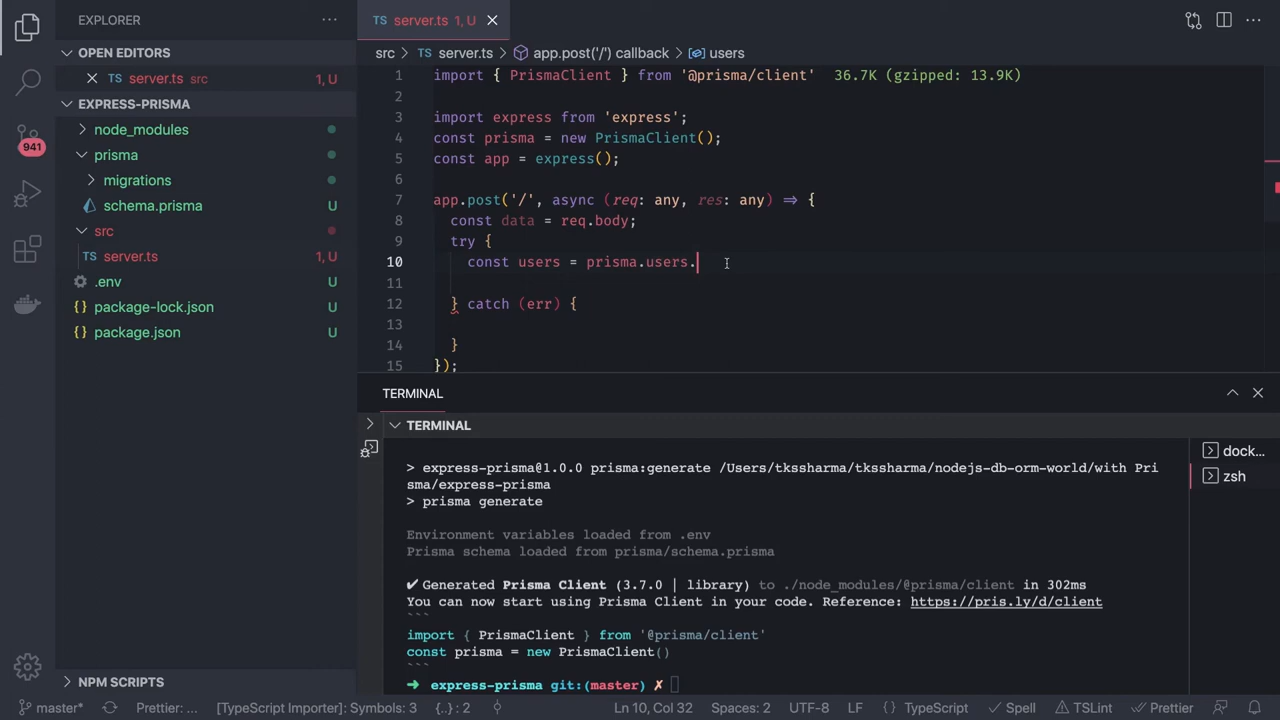 EXPLORER
OPEN EDITORS
server.ts src 1, U
EXPRESS-PRISMA
node_modules
prisma
migrations
schema.prisma U
src
TS server.ts U
.env U
{} package-lock.json U
{} package.json U
NPM SCRIPTS
941
TS server.ts 1, U
src > TS server.ts > app.post('/') callback > users
1 import { PrismaClient } from '@prisma/client' 36.7K (gzipped: 13.9K)
2
3 import express from 'express';
4 const prisma = new PrismaClient();
5 const app = express();
6
7 app.post('/', async (req: any, res: any) => {
8 const data = req.body;
9 try {
10 const users = prisma.users.
11
12 } catch (err) {
13
14 }
15 });
TERMINAL
TERMINAL
> express-prisma@1.0.0 prisma:generate /Users/tkssharma/tkssharma/nodejs-db-orm-world/with Pri
sma/express-prisma
> prisma generate
Environment variables loaded from .env
Prisma schema loaded from prisma/schema.prisma
✔ Generated Prisma Client (3.7.0 | library) to ./node_modules/@prisma/client in 302ms
You can now start using Prisma Client in your code. Reference: https://pris.ly/d/client
```
import { PrismaClient } from '@prisma/client'
const prisma = new PrismaClient()
```
➜ express-prisma git:(master) ✗
dock...
zsh
master* Prettier: ... [TypeScript Importer]: Symbols: 3 {..} : 2 Ln 10, Col 32 Spaces: 2 UTF-8 LF {} TypeScript Spell TSLint Prettier